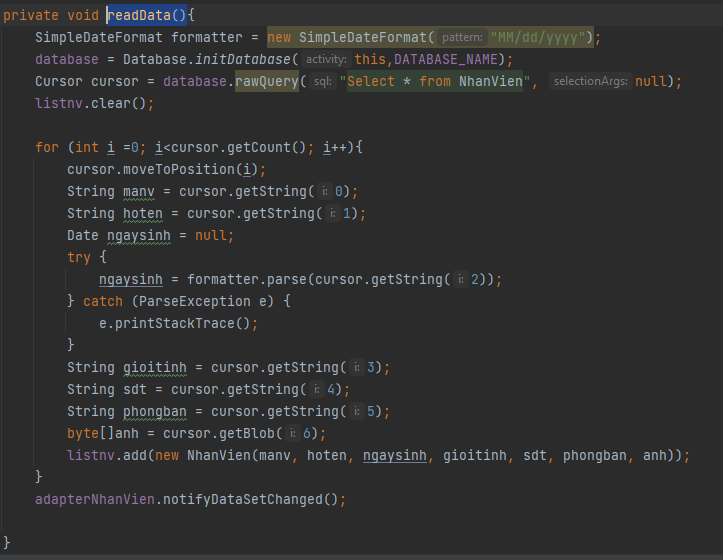 private void readData(){
    SimpleDateFormat formatter = new SimpleDateFormat( pattern: "MM/dd/yyyy");
    database = Database.initDatabase( activity: this,DATABASE_NAME);
    Cursor cursor = database.rawQuery( sql: "Select * from NhanVien", selectionArgs: null);
    listnv.clear();
    for (int i =0; i<cursor.getCount(); i++){
        cursor.moveToPosition(i);
        String manv = cursor.getString( i: 0);
        String hoten = cursor.getString( i: 1);
        Date ngaysinh = null;
        try {
            ngaysinh = formatter.parse(cursor.getString( i: 2));
        } catch (ParseException e) {
            e.printStackTrace();
        }
        String gioitinh = cursor.getString( i: 3);
        String sdt = cursor.getString( i: 4);
        String phongban = cursor.getString( i: 5);
        byte[]anh = cursor.getBlob( i: 6);
        listnv.add(new NhanVien(manv, hoten, ngaysinh, gioitinh, sdt, phongban, anh));
    }
    adapterNhanVien.notifyDataSetChanged();
}